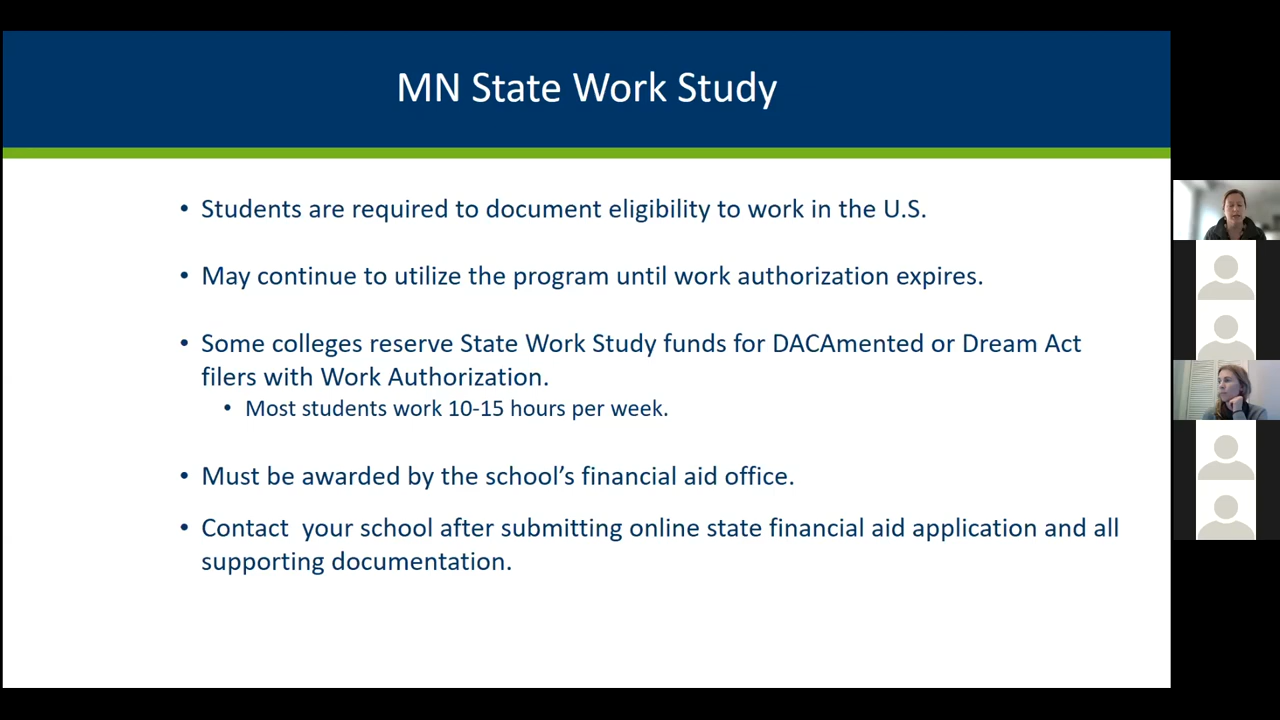 MN State Work Study
• Students are required to document eligibility to work in the U.S.
• May continue to utilize the program until work authorization expires.
• Some colleges reserve State Work Study funds for DACAmented or Dream Act
filers with Work Authorization.
• Most students work 10-15 hours per week.
• Must be awarded by the school’s financial aid office.
• Contact  your school after submitting online state financial aid application and all
supporting documentation.